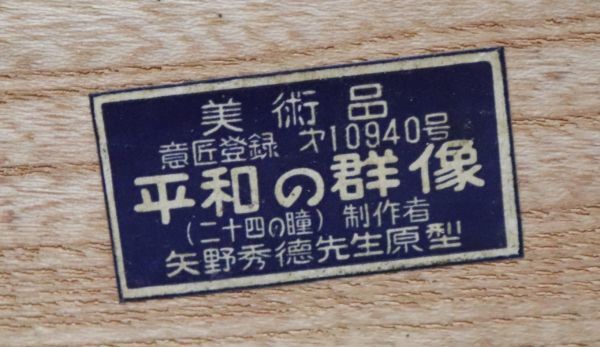 美術品
意匠登録 才10940号
平和の群像
(二十四の瞳) 制作者
矢野秀徳先生原型